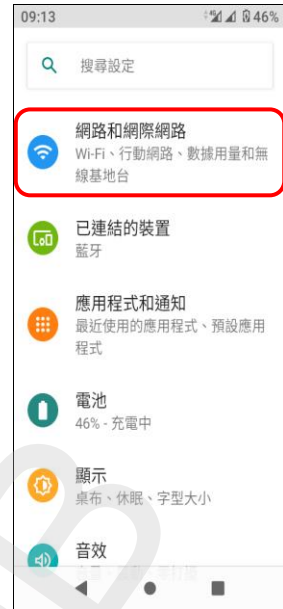 09:13 46%
搜尋設定
網路和網際網路
Wi-Fi、行動網路、數據用量和無
線基地台
已連結的裝置
藍牙
應用程式和通知
最近使用的應用程式、預設應用
程式
電池
46% - 充電中
顯示
桌布、休眠、字型大小
音效